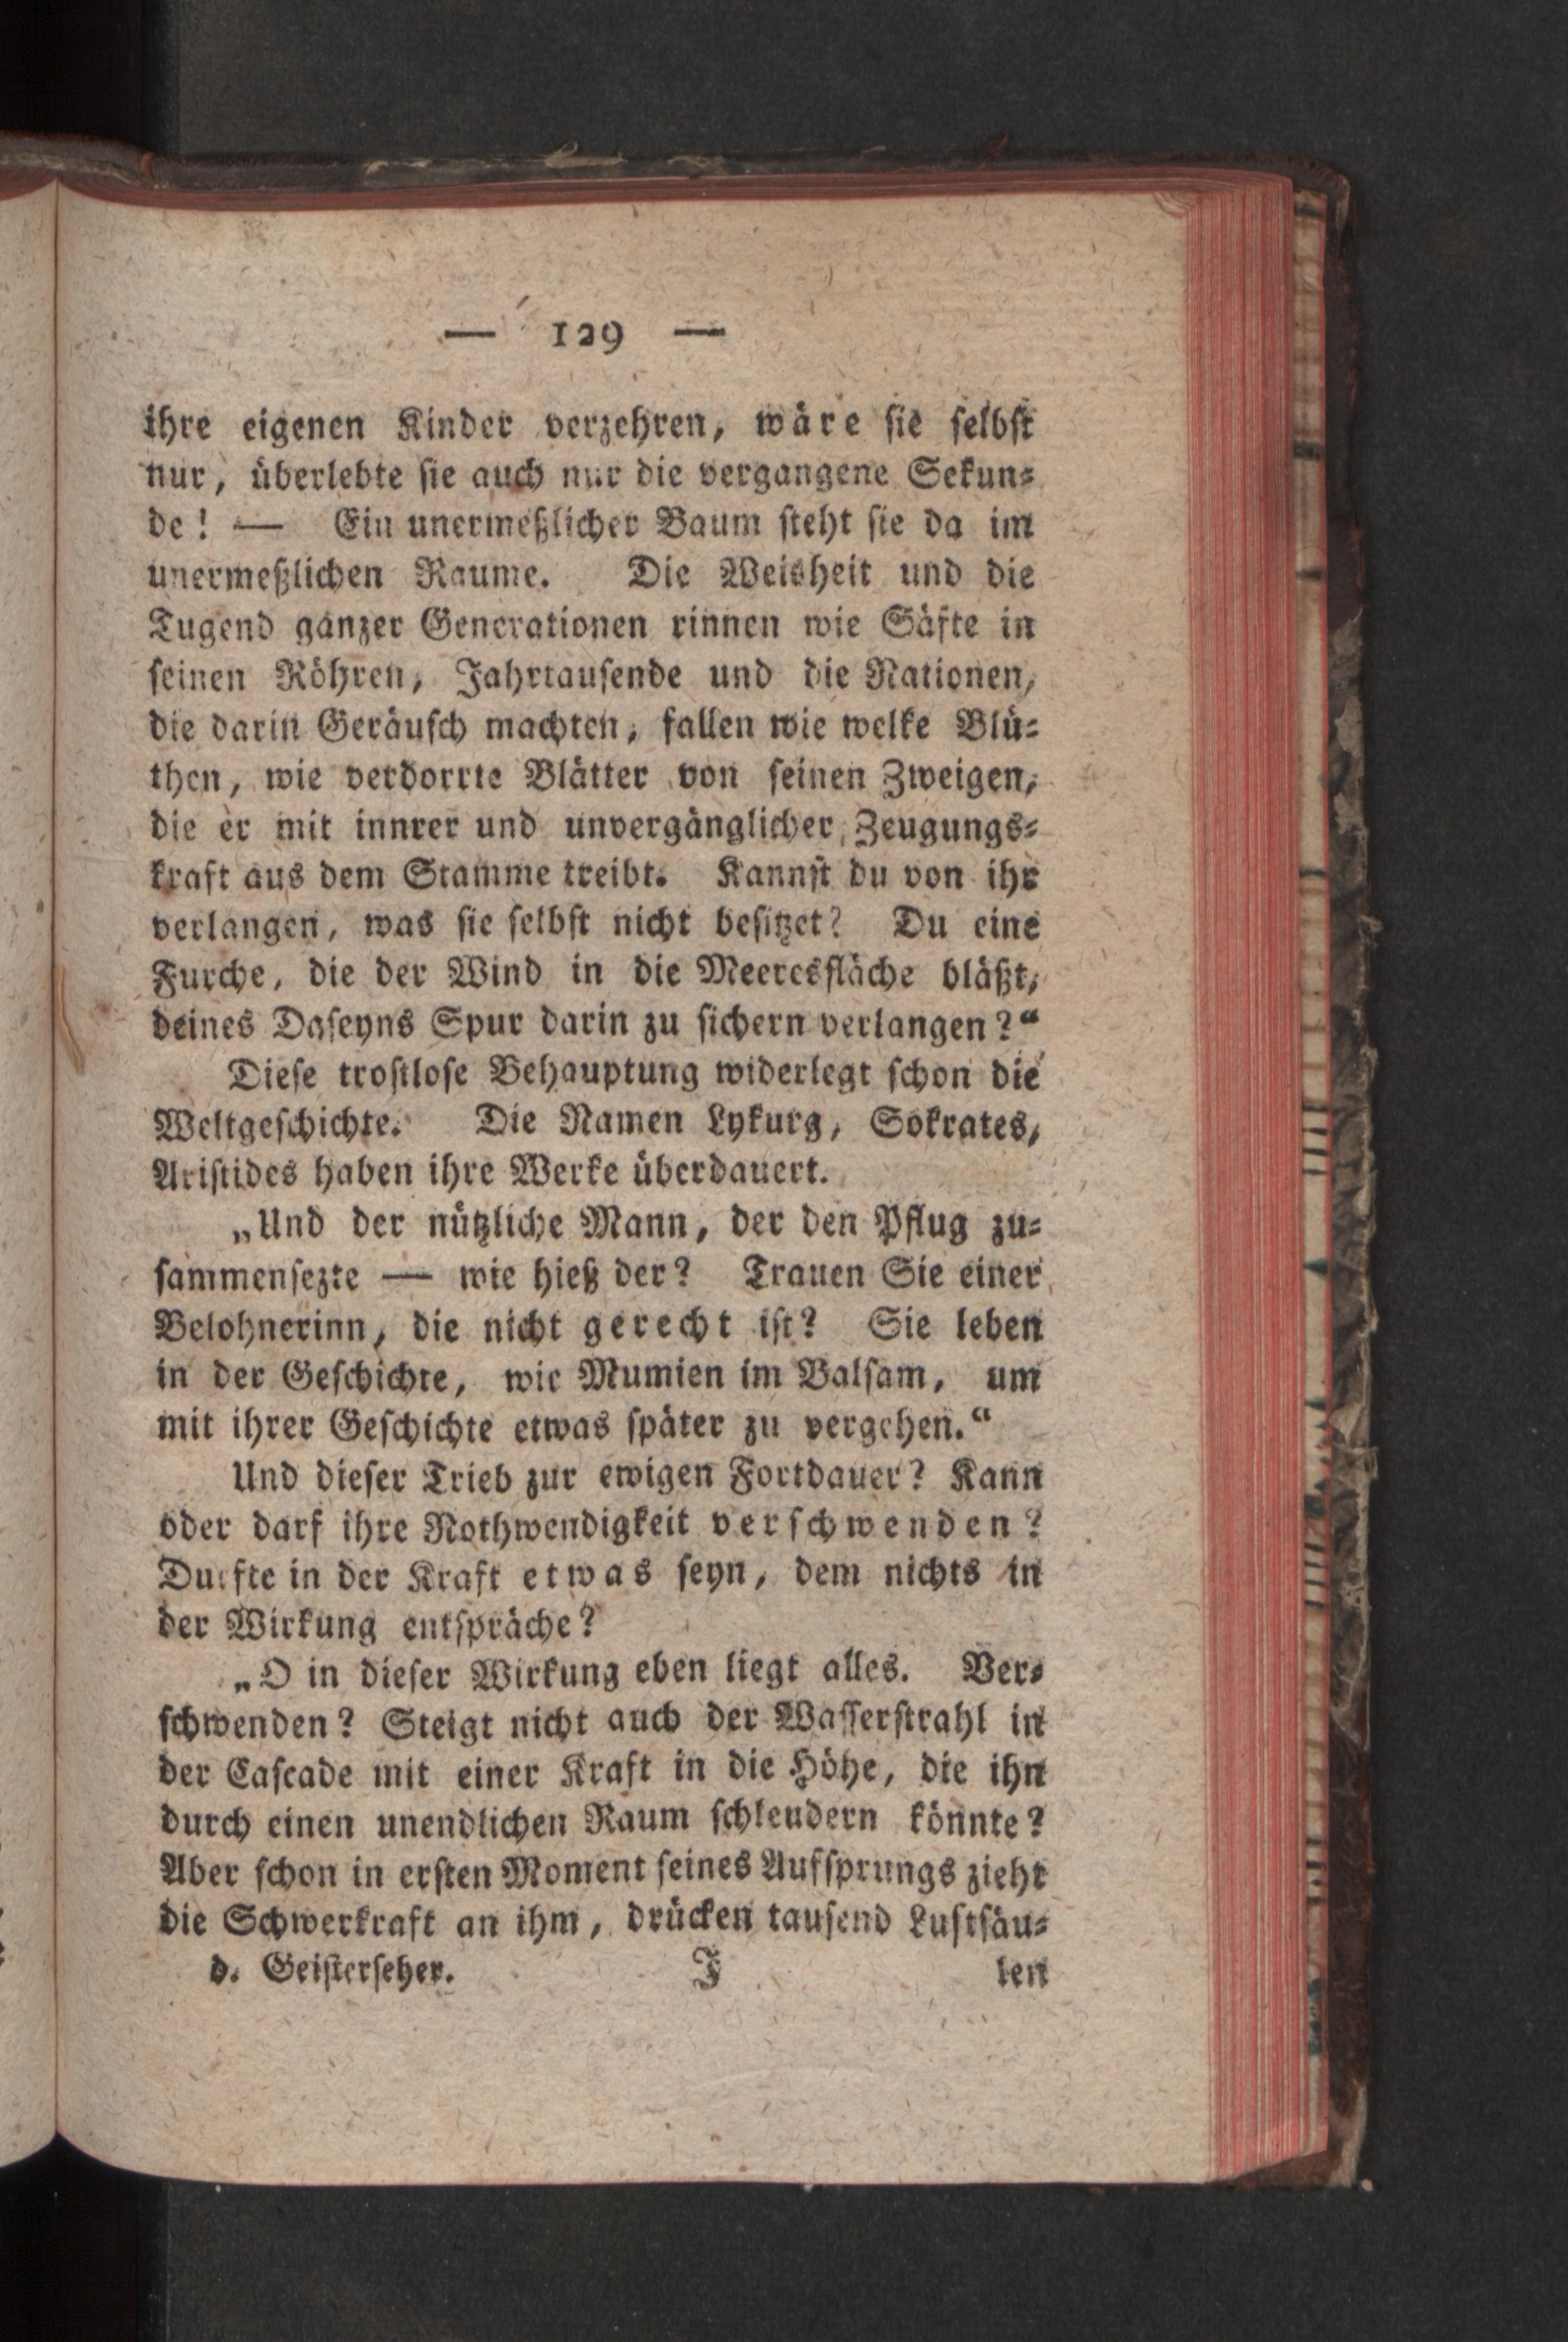 — 129 —
ihre eigenen Kinder verzehren, wäre sie selbst
nur, überlebte sie auch nur die vergangene Sekun-
de! — Ein unermeßlicher Baum steht sie da im
unermeßlichen Raume. Die Weisheit und die
Tugend ganzer Generationen rinnen wie Säfte in
seinen Röhren, Jahrtausende und die Nationen,
die darin Geräusch machten, fallen wie welke Blü-
then, wie verdorrte Blätter von seinen Zweigen,
die er mit innrer und unvergänglicher Zeugungs-
kraft aus dem Stamme treibt. Kannst du von ihr
verlangen, was sie selbst nicht besitzet? Du eine
Furche, die der Wind in die Meeresfläche bläßt,
deines Daseyns Spur darin zu sichern verlangen?“
Diese trostlose Behauptung widerlegt schon die
Weltgeschichte. Die Namen Lykurg, Sokrates,
Aristides haben ihre Werke überdauert.
„Und der nützliche Mann, der den Pflug zu-
sammensezte — wie hieß der? Trauen Sie einer
Belohnerinn, die nicht gerecht ist? Sie leben
in der Geschichte, wie Mumien im Balsam, um
mit ihrer Geschichte etwas später zu vergehen.“
Und dieser Trieb zur ewigen Fortdauer? Kann
oder darf ihre Nothwendigkeit verschwenden?
Durfte in der Kraft etwas seyn, dem nichts in
der Wirkung entspräche?
„O in dieser Wirkung eben liegt alles. Ver-
schwenden? Steigt nicht auch der Wasserstrahl in
der Cascade mit einer Kraft in die Höhe, die ihn
durch einen unendlichen Raum schleudern könnte?
Aber schon in ersten Moment seines Aufsprungs zieht
die Schwerkraft an ihm, drücken tausend Luftsäu-
d. Geisterseher. J len